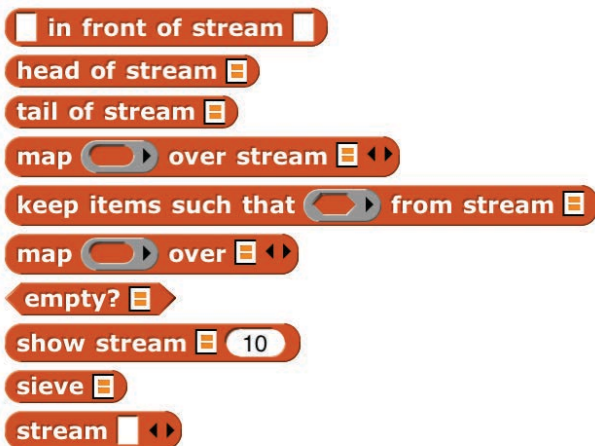 in front of stream
head of stream
tail of stream
map over stream
keep items such that from stream
map over
empty?
show stream 10
sieve
stream